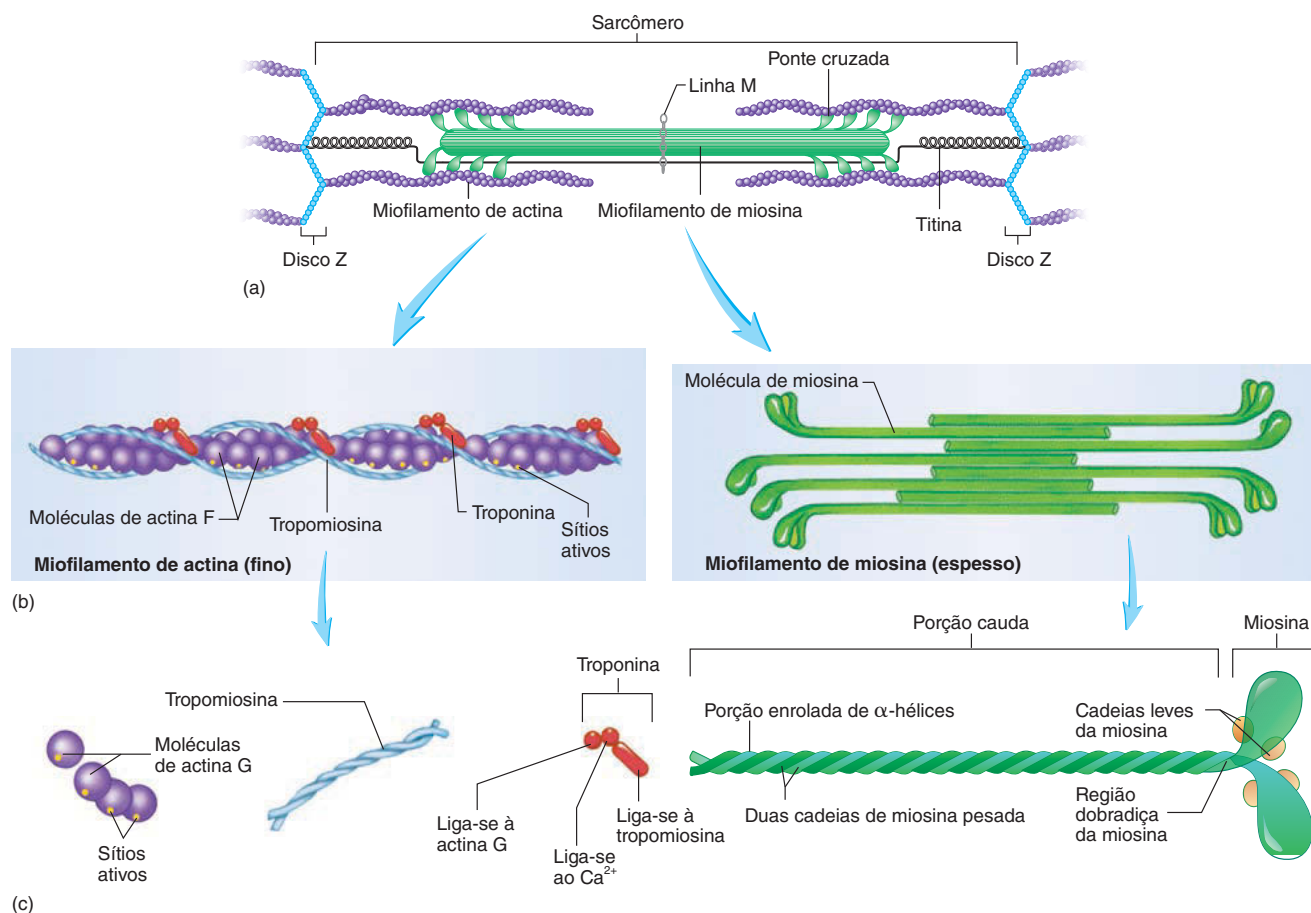 Sarcômero
Ponte cruzada
Linha M
Miofilamento de actina
Miofilamento de miosina
Titina
Disco Z
Disco Z
(a)
Molécula de miosina
Moléculas de actina F
Tropomiosina
Troponina
Sítios
ativos
Miofilamento de actina (fino)
Miofilamento de miosina (espesso)
(b)
Porção cauda
Miosina
Troponina
Tropomiosina
Porção enrolada de α-hélices
Cadeias leves
da miosina
Moléculas
de actina G
Sítios
ativos
Liga-se à
actina G
Liga-se
ao Ca2+
Liga-se à
tropomiosina
Duas cadeias de miosina pesada
Região
dobradiça
da miosina
(c)